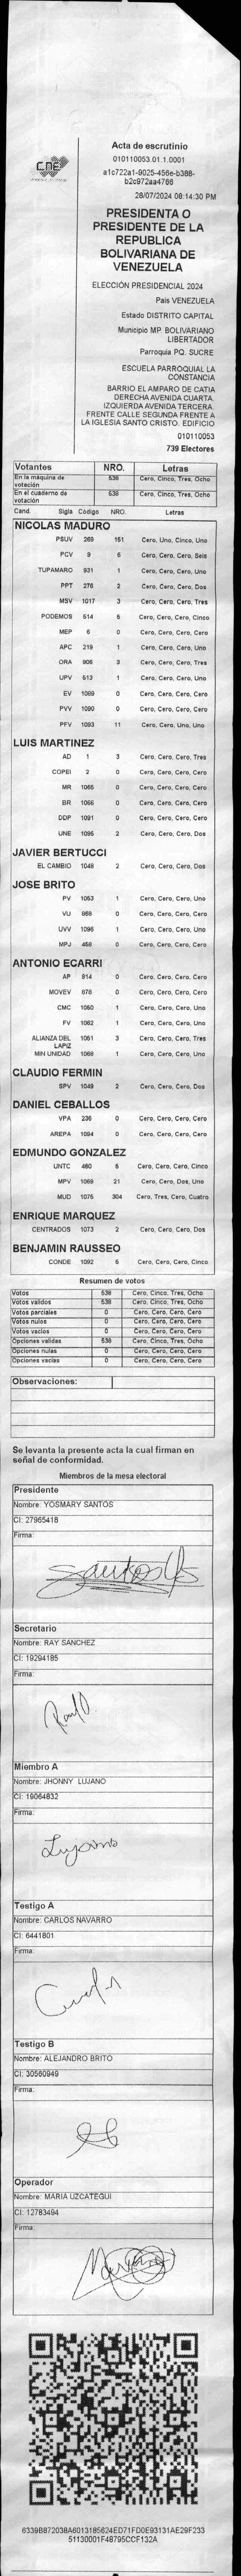 CNE
Acta de escrutinio
010110053.01.1.0001
a1c722a1-9025-456e-b388-
b2c972aa4766
28/07/2024 08:14:30 PM
PRESIDENTA O
PRESIDENTE DE LA
REPUBLICA
BOLIVARIANA DE
VENEZUELA
ELECCIÓN PRESIDENCIAL 2024
Pais VENEZUELA
Estado DISTRITO CAPITAL
Municipio MP. BOLIVARIANO
LIBERTADOR
Parroquia PQ. SUCRE
ESCUELA PARROQUIAL LA
CONSTANCIA
BARRIO EL AMPARO DE CATIA
DERECHA AVENIDA CUARTA.
IZQUIERDA AVENIDA TERCERA.
FRENTE CALLE SEGUNDA FRENTE A
LA IGLESIA SANTO CRISTO. EDIFICIO
010110053
739 Electores
Votantes NRO. Letras
En la máquina de votación 538 Cero, Cinco, Tres, Ocho
En el cuaderno de votación 538 Cero, Cinco, Tres, Ocho
Cand. Sigla Código NRO. Letras
NICOLAS MADURO
PSUV 269 151 Cero, Uno, Cinco, Uno
PCV 9 6 Cero, Cero, Cero, Seis
TUPAMARO 931 1 Cero, Cero, Cero, Uno
PPT 276 2 Cero, Cero, Cero, Dos
MSV 1017 3 Cero, Cero, Cero, Tres
PODEMOS 514 5 Cero, Cero, Cero, Cinco
MEP 6 0 Cero, Cero, Cero, Cero
APC 219 1 Cero, Cero, Cero, Uno
ORA 906 3 Cero, Cero, Cero, Tres
UPV 513 1 Cero, Cero, Cero, Uno
EV 1089 0 Cero, Cero, Cero, Cero
PVV 1090 0 Cero, Cero, Cero, Cero
PFV 1093 11 Cero, Cero, Uno, Uno
LUIS MARTINEZ
AD 1 3 Cero, Cero, Cero, Tres
COPEI 2 0 Cero, Cero, Cero, Cero
MR 1065 0 Cero, Cero, Cero, Cero
BR 1066 0 Cero, Cero, Cero, Cero
DDP 1091 0 Cero, Cero, Cero, Cero
UNE 1095 2 Cero, Cero, Cero, Dos
JAVIER BERTUCCI
EL CAMBIO 1048 2 Cero, Cero, Cero, Dos
JOSE BRITO
PV 1053 1 Cero, Cero, Cero, Uno
VU 868 0 Cero, Cero, Cero, Cero
UVV 1096 1 Cero, Cero, Cero, Uno
MPJ 458 0 Cero, Cero, Cero, Cero
ANTONIO ECARRI
AP 814 0 Cero, Cero, Cero, Cero
MOVEV 878 0 Cero, Cero, Cero, Cero
CMC 1050 1 Cero, Cero, Cero, Uno
FV 1062 1 Cero, Cero, Cero, Uno
ALIANZA DEL LAPIZ 1051 3 Cero, Cero, Cero, Tres
MIN UNIDAD 1068 1 Cero, Cero, Cero, Uno
CLAUDIO FERMIN
SPV 1049 2 Cero, Cero, Cero, Dos
DANIEL CEBALLOS
VPA 236 0 Cero, Cero, Cero, Cero
AREPA 1094 0 Cero, Cero, Cero, Cero
EDMUNDO GONZALEZ
UNTC 460 5 Cero, Cero, Cero, Cinco
MPV 1069 21 Cero, Cero, Dos, Uno
MUD 1075 304 Cero, Tres, Cero, Cuatro
ENRIQUE MARQUEZ
CENTRADOS 1073 2 Cero, Cero, Cero, Dos
BENJAMIN RAUSSEO
CONDE 1092 5 Cero, Cero, Cero, Cinco
Resumen de votos
Votos 538 Cero, Cinco, Tres, Ocho
Votos validos 538 Cero, Cinco, Tres, Ocho
Votos parciales 0 Cero, Cero, Cero, Cero
Votos nulos 0 Cero, Cero, Cero, Cero
Votos vacios 0 Cero, Cero, Cero, Cero
Opciones validas 538 Cero, Cinco, Tres, Ocho
Opciones nulas 0 Cero, Cero, Cero, Cero
Opciones vacias 0 Cero, Cero, Cero, Cero
Observaciones:
Se levanta la presente acta la cual firman en
señal de conformidad.
Miembros de la mesa electoral
Presidente
Nombre: YOSMARY SANTOS
CI: 27965418
Firma:
Secretario
Nombre: RAY SANCHEZ
CI: 19294185
Firma:
Miembro A
Nombre: JHONNY LUJANO
CI: 19064832
Firma:
Lujano
Testigo A
Nombre: CARLOS NAVARRO
CI: 6441801
Firma:
Testigo B
Nombre: ALEJANDRO BRITO
CI: 30560949
Firma:
Operador
Nombre: MARIA UZCATEGUI
CI: 12783494
Firma:
6339B872038A6013185624ED71FD0E93131AE29F233
51130001F48795CCF132A